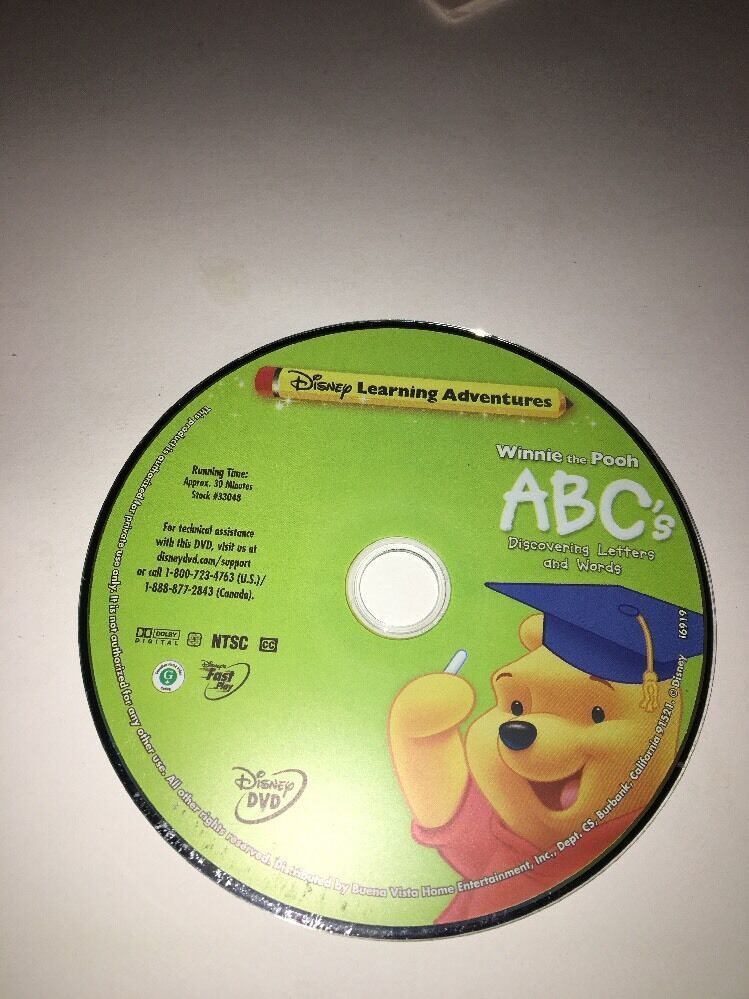 Disney Learning Adventures
Winnie the Pooh
ABC's
Discovering Letters
and Words
Running Time:
Approx. 30 Minutes
Stock #33048
For technical assistance
with this DVD, visit us at
disneydvd.com/support
or call 1-800-723-4763 (U.S.)/
1-888-877-2843 (Canada).
DOLBY
DIGITAL
NTSC
CC
G
Disney's
Fast
Play
Disney
DVD
This product is authorized for private use only. It is not authorized for any other use. All other rights reserved. Distributed by Buena Vista Home Entertainment, Inc., Dept. CS, Burbank, California 91521. © Disney I6919